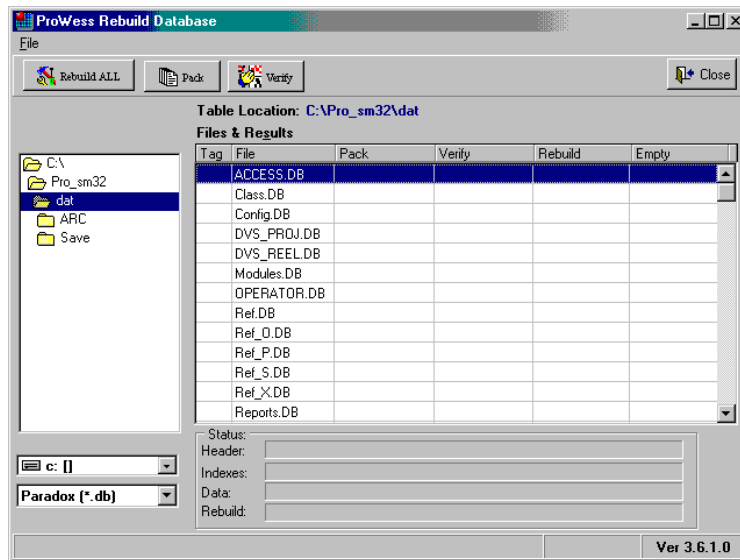 ProWess Rebuild Database
File
Rebuild ALL Pack Verify Close
Table Location: C:\Pro_sm32\dat
Files & Results
Tag File Pack Verify Rebuild Empty
C:\
Pro_sm32
dat
ARC
Save
ACCESS.DB
Class.DB
Config.DB
DVS_PROJ.DB
DVS_REEL.DB
Modules.DB
OPERATOR.DB
Ref.DB
Ref_O.DB
Ref_P.DB
Ref_S.DB
Ref_X.DB
Reports.DB
c: []
Paradox (*.db)
Status:
Header:
Indexes:
Data:
Rebuild:
Ver 3.6.1.0